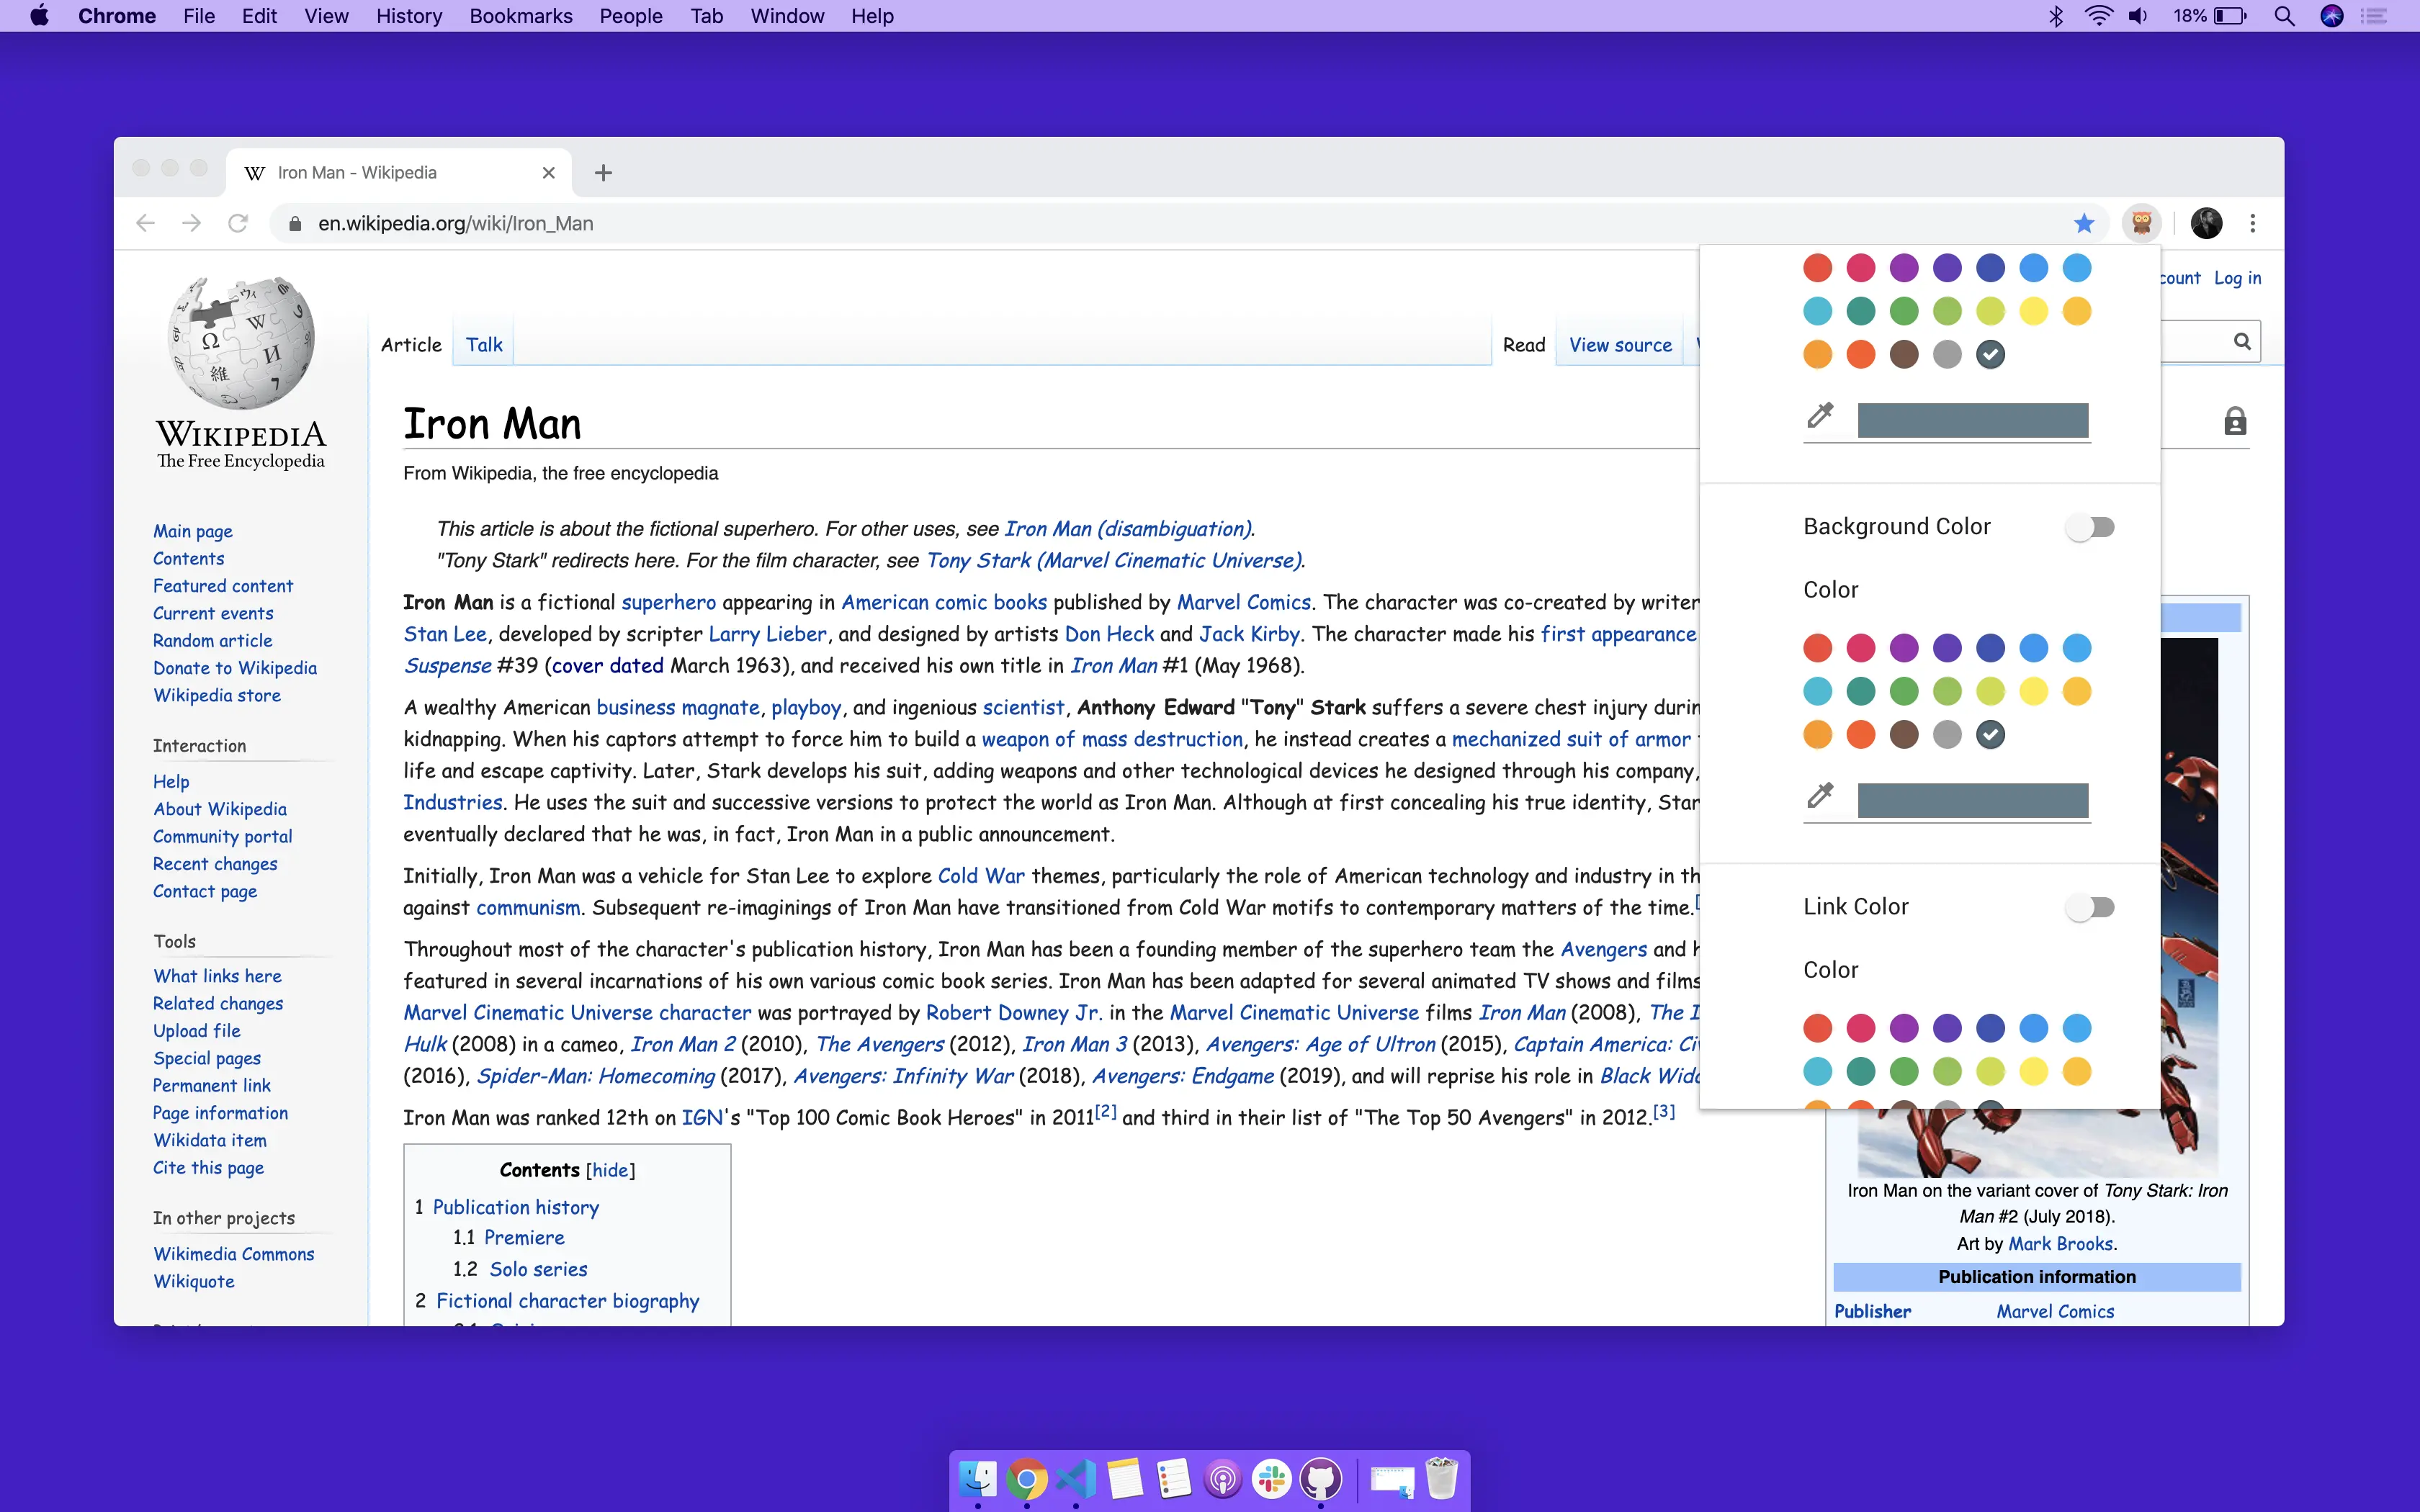 Chrome File Edit View History Bookmarks People Tab Window Help
18%
Iron Man - Wikipedia
en.wikipedia.org/wiki/Iron_Man
count Log in
WIKIPEDIA
The Free Encyclopedia
Article Talk
Read View source
Iron Man
From Wikipedia, the free encyclopedia
This article is about the fictional superhero. For other uses, see Iron Man (disambiguation).
"Tony Stark" redirects here. For the film character, see Tony Stark (Marvel Cinematic Universe).
Iron Man is a fictional superhero appearing in American comic books published by Marvel Comics. The character was co-created by writer
Stan Lee, developed by scripter Larry Lieber, and designed by artists Don Heck and Jack Kirby. The character made his first appearance
Suspense #39 (cover dated March 1963), and received his own title in Iron Man #1 (May 1968).
A wealthy American business magnate, playboy, and ingenious scientist, Anthony Edward "Tony" Stark suffers a severe chest injury durin
kidnapping. When his captors attempt to force him to build a weapon of mass destruction, he instead creates a mechanized suit of armor
life and escape captivity. Later, Stark develops his suit, adding weapons and other technological devices he designed through his company,
Industries. He uses the suit and successive versions to protect the world as Iron Man. Although at first concealing his true identity, Star
eventually declared that he was, in fact, Iron Man in a public announcement.
Initially, Iron Man was a vehicle for Stan Lee to explore Cold War themes, particularly the role of American technology and industry in th
against communism. Subsequent re-imaginings of Iron Man have transitioned from Cold War motifs to contemporary matters of the time.[
Throughout most of the character's publication history, Iron Man has been a founding member of the superhero team the Avengers and h
featured in several incarnations of his own various comic book series. Iron Man has been adapted for several animated TV shows and films
Marvel Cinematic Universe character was portrayed by Robert Downey Jr. in the Marvel Cinematic Universe films Iron Man (2008), The I
Hulk (2008) in a cameo, Iron Man 2 (2010), The Avengers (2012), Iron Man 3 (2013), Avengers: Age of Ultron (2015), Captain America: Ci
(2016), Spider-Man: Homecoming (2017), Avengers: Infinity War (2018), Avengers: Endgame (2019), and will reprise his role in Black Wid
Iron Man was ranked 12th on IGN's "Top 100 Comic Book Heroes" in 2011[2] and third in their list of "The Top 50 Avengers" in 2012.[3]
Contents [hide]
1 Publication history
1.1 Premiere
1.2 Solo series
2 Fictional character biography
Main page
Contents
Featured content
Current events
Random article
Donate to Wikipedia
Wikipedia store
Interaction
Help
About Wikipedia
Community portal
Recent changes
Contact page
Tools
What links here
Related changes
Upload file
Special pages
Permanent link
Page information
Wikidata item
Cite this page
In other projects
Wikimedia Commons
Wikiquote
Background Color
Color
Link Color
Color
Iron Man on the variant cover of Tony Stark: Iron
Man #2 (July 2018).
Art by Mark Brooks.
Publication information
Publisher Marvel Comics